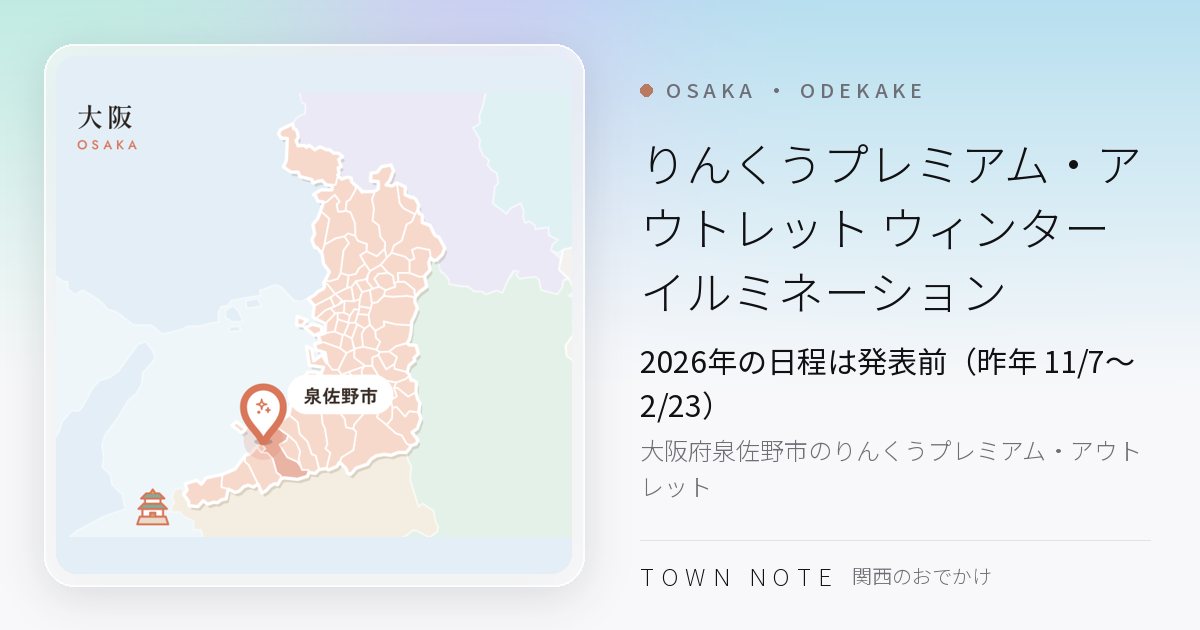 大阪
OSAKA
泉佐野市
OSAKA ・ ODEKAKE
りんくうプレミアム・ア
ウトレット ウィンター
イルミネーション
2026年の日程は発表前（昨年 11/7〜
2/23）
大阪府泉佐野市のりんくうプレミアム・アウト
レット
TOWN NOTE 関西のおでかけ